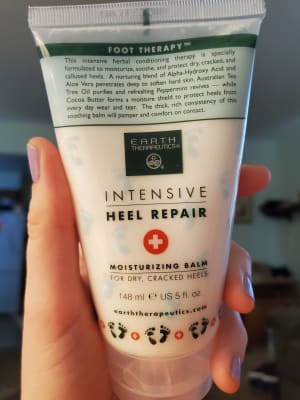 FOOT THERAPY™
This intensive herbal conditioning therapy is specially
formulated to moisturize, soothe, and protect dry, cracked, and
callused heels. A nurturing blend of Alpha-Hydroxy Acid and
Aloe Vera penetrates deep to soften hard skin. Australian Tea
Tree Oil purifies and refreshing Peppermint revives — while
Cocoa Butter forms a moisture shield to protect heels from
every day wear and tear. The thick, rich consistency of this
soothing balm will pamper and comfort on contact.
EARTH
THERAPEUTICS®
INTENSIVE
HEEL REPAIR
MOISTURIZING BALM
FOR DRY, CRACKED HEELS
148 ml ℮ US 5 fl. oz.
earththerapeutics.com